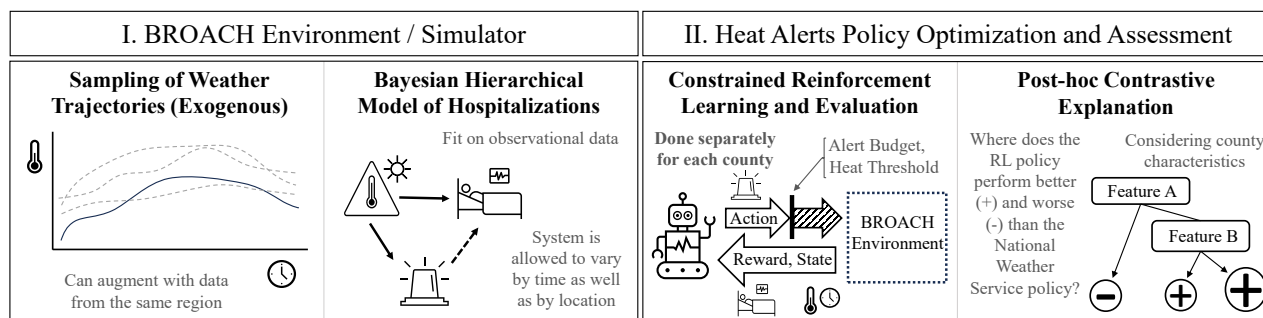 I. BROACH Environment / Simulator
II. Heat Alerts Policy Optimization and Assessment
Sampling of Weather
Trajectories (Exogenous)
Can augment with data
from the same region
Bayesian Hierarchical
Model of Hospitalizations
Fit on observational data
System is
allowed to vary
by time as well
as by location
Constrained Reinforcement
Learning and Evaluation
Done separately
for each county
Alert Budget,
Heat Threshold
Action
BROACH
Environment
Reward, State
Post-hoc Contrastive
Explanation
Where does the
RL policy
perform better
(+) and worse
(-) than the
National
Weather
Service policy?
Considering county
characteristics
Feature A
Feature B